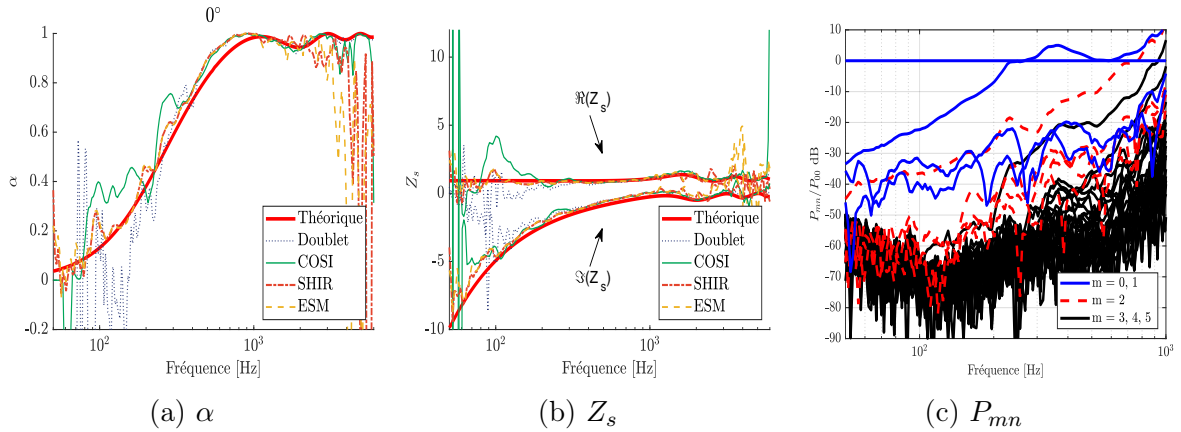 0°
1
0.8
0.6
0.4
0.2
0
-0.2
α
10² 10³
Fréquence [Hz]
Théorique
Doublet
COSI
SHIR
ESM
(a) α
10
5
0
-5
-10
Z_s
ℜ(Z_s)
ℑ(Z_s)
10² 10³
Fréquence [Hz]
Théorique
Doublet
COSI
SHIR
ESM
(b) Z_s
10
0
-10
-20
-30
-40
-50
-60
-70
-80
-90
P_mn/P_00 dB
10² 10³
Fréquence [Hz]
m = 0, 1
m = 2
m = 3, 4, 5
(c) P_mn